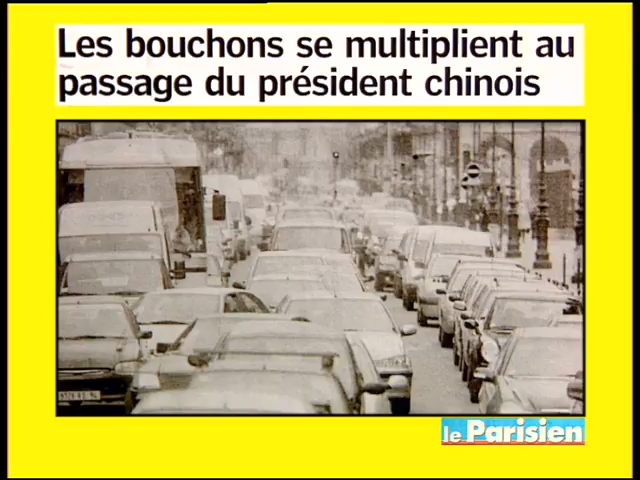 Les bouchons se multiplient au
passage du président chinois
le Parisien